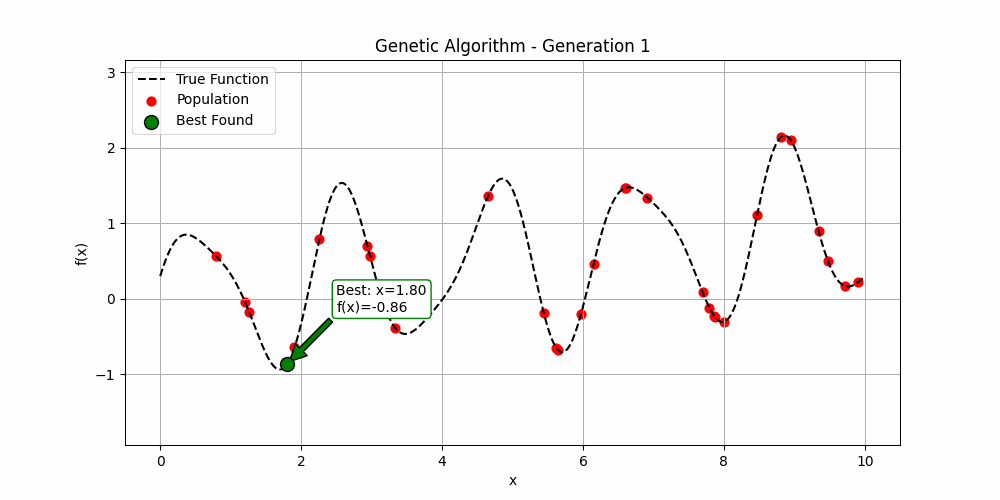 Genetic Algorithm - Generation 1
True Function
Population
Best Found
Best: x=1.80
f(x)=-0.86
f(x)
3
2
1
0
−1
0 2 4 6 8 10
x